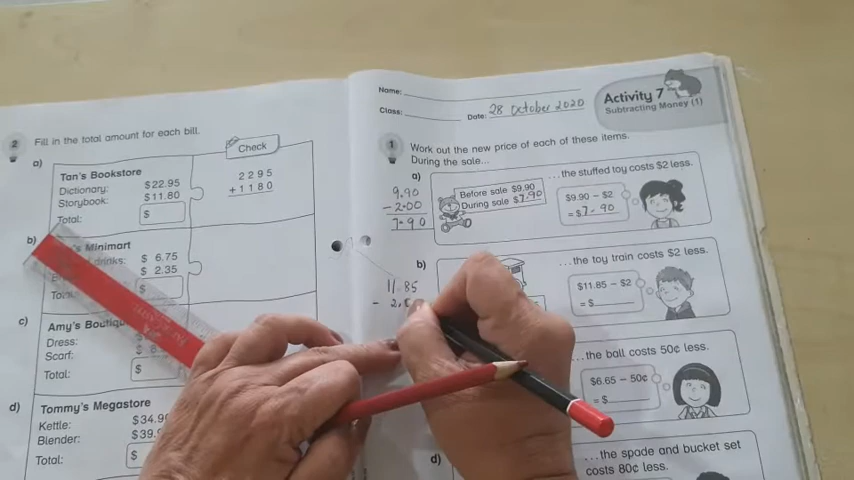 2 Fill in the total amount for each bill.
a) Tan's Bookstore
Dictionary: $22.95
Storybook: $11.80
Total: $
Check
2295
+1180
b) Minimart
drinks: $ 6.75
$ 2.35
$
c) Amy's
Dress:
Scarf:
Total: $
d) Tommy's Megastore
Kettle: $34.9
Blender: $39.
Total: $
Name:
Class:
Date: 28 October 2020
Activity 7
Subtracting Money (1)
1 Work out the new price of each of these items.
During the sale...
a)
9.90
- 2.00
7.90
Before sale $9.90
During sale $7.90
...the stuffed toy costs $2 less.
$9.90 – $2
= $7.90
b)
11.85
- 2.
...the toy train costs $2 less.
$11.85 – $2
= $
the ball costs 50¢ less.
$6.65 – 50¢
= $
d)
...the spade and bucket set
costs 80¢ less.